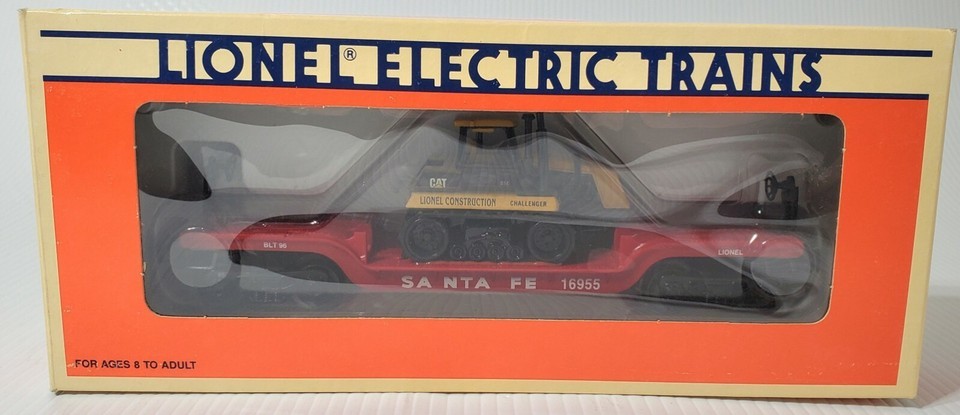 LIONEL® ELECTRIC TRAINS
CAT
LIONEL CONSTRUCTION CHALLENGER
BLT 96
LIONEL
SANTA FE 16955
FOR AGES 8 TO ADULT